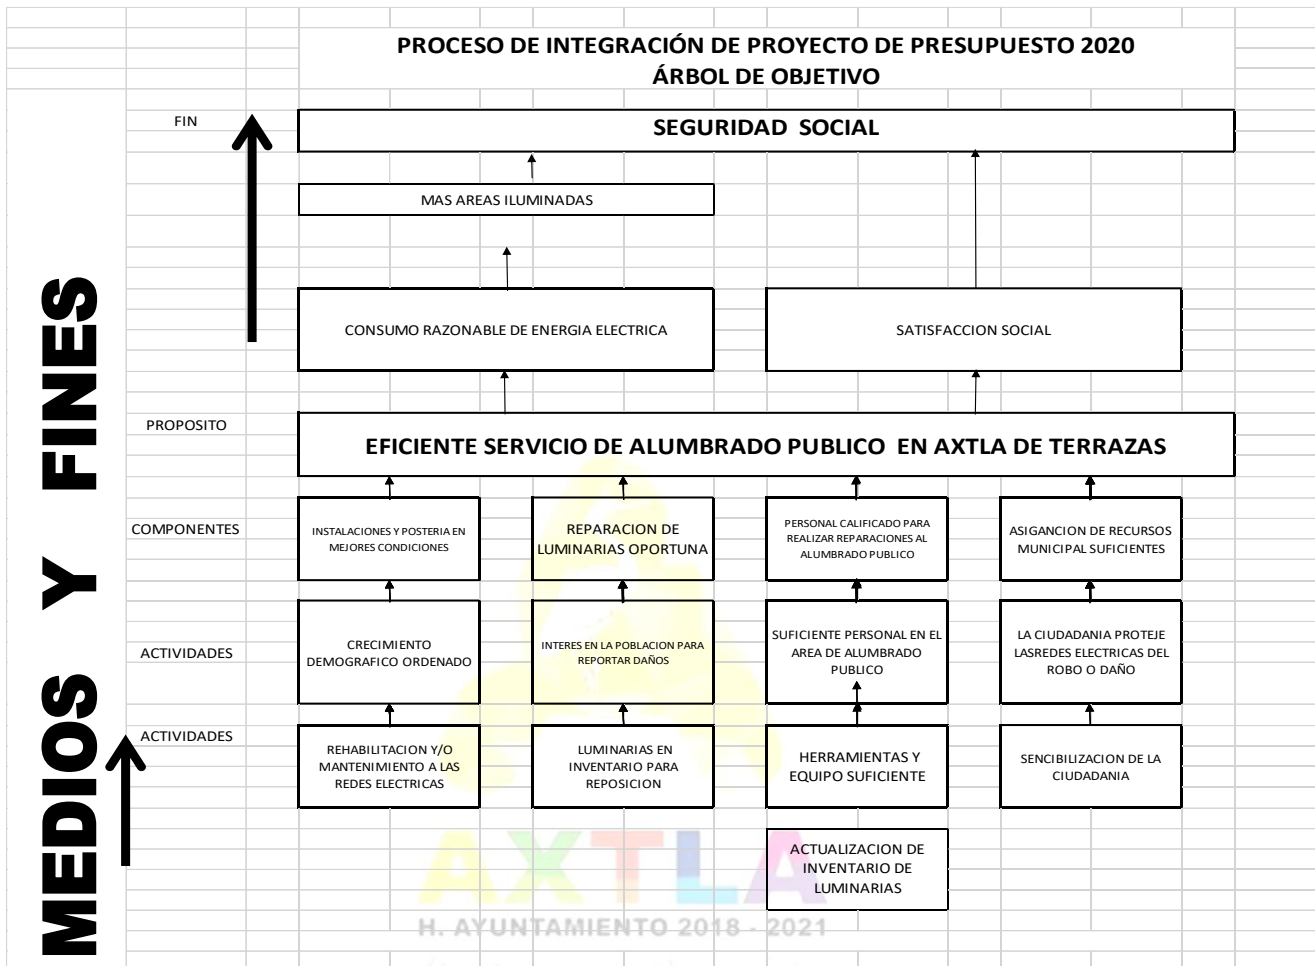 PROCESO DE INTEGRACIÓN DE PROYECTO DE PRESUPUESTO 2020
ÁRBOL DE OBJETIVO
FIN
SEGURIDAD SOCIAL
MAS AREAS ILUMINADAS
CONSUMO RAZONABLE DE ENERGIA ELECTRICA
SATISFACCION SOCIAL
PROPOSITO
EFICIENTE SERVICIO DE ALUMBRADO PUBLICO EN AXTLA DE TERRAZAS
COMPONENTES
INSTALACIONES Y POSTERIA EN
MEJORES CONDICIONES
REPARACION DE
LUMINARIAS OPORTUNA
PERSONAL CALIFICADO PARA
REALIZAR REPARACIONES AL
ALUMBRADO PUBLICO
ASIGANCION DE RECURSOS
MUNICIPAL SUFICIENTES
ACTIVIDADES
CRECIMIENTO
DEMOGRAFICO ORDENADO
INTERES EN LA POBLACION PARA
REPORTAR DAÑOS
SUFICIENTE PERSONAL EN EL
AREA DE ALUMBRADO
PUBLICO
LA CIUDADANIA PROTEJE
LASREDES ELECTRICAS DEL
ROBO O DAÑO
ACTIVIDADES
REHABILITACION Y/O
MANTENIMIENTO A LAS
REDES ELECTRICAS
LUMINARIAS EN
INVENTARIO PARA
REPOSICION
HERRAMIENTAS Y
EQUIPO SUFICIENTE
SENCIBILIZACION DE LA
CIUDADANIA
ACTUALIZACION DE
INVENTARIO DE
LUMINARIAS
MEDIOS Y FINES
AXTLA
H. AYUNTAMIENTO 2018 - 2021